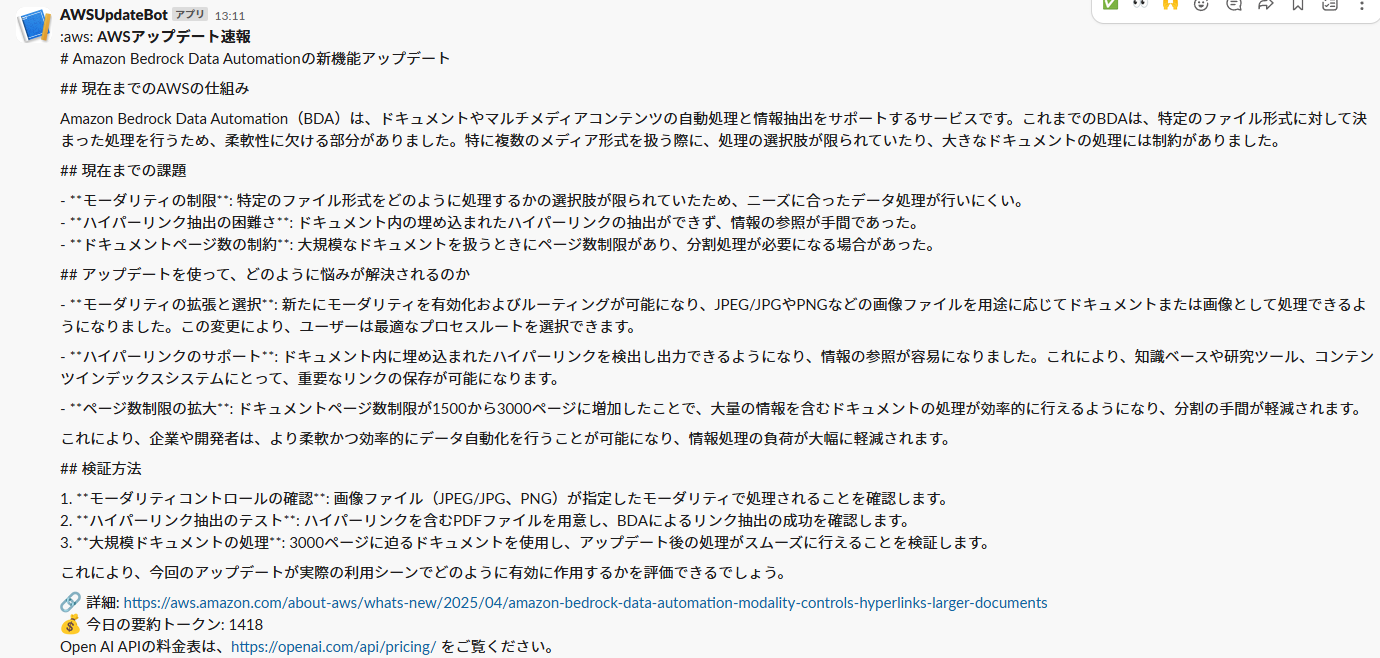 AWSUpdateBot アプリ 13:11
:aws: AWSアップデート速報
# Amazon Bedrock Data Automationの新機能アップデート
## 現在までのAWSの仕組み
Amazon Bedrock Data Automation（BDA）は、ドキュメントやマルチメディアコンテンツの自動処理と情報抽出をサポートするサービスです。これまでのBDAは、特定のファイル形式に対して決
まった処理を行うため、柔軟性に欠ける部分がありました。特に複数のメディア形式を扱う際に、処理の選択肢が限られていたり、大きなドキュメントの処理には制約がありました。
## 現在までの課題
- **モーダリティの制限**: 特定のファイル形式をどのように処理するかの選択肢が限られていたため、ニーズに合ったデータ処理が行いにくい。
- **ハイパーリンク抽出の困難さ**: ドキュメント内の埋め込まれたハイパーリンクの抽出ができず、情報の参照が手間であった。
- **ドキュメントページ数の制約**: 大規模なドキュメントを扱うときにページ数制限があり、分割処理が必要になる場合があった。
## アップデートを使って、どのように悩みが解決されるのか
- **モーダリティの拡張と選択**: 新たにモーダリティを有効化およびルーティングが可能になり、JPEG/JPGやPNGなどの画像ファイルを用途に応じてドキュメントまたは画像として処理できるよ
うになりました。この変更により、ユーザーは最適なプロセスルートを選択できます。
- **ハイパーリンクのサポート**: ドキュメント内に埋め込まれたハイパーリンクを検出し出力できるようになり、情報の参照が容易になりました。これにより、知識ベースや研究ツール、コンテン
ツインデックスシステムにとって、重要なリンクの保存が可能になります。
- **ページ数制限の拡大**: ドキュメントページ数制限が1500から3000ページに増加したことで、大量の情報を含むドキュメントの処理が効率的に行えるようになり、分割の手間が軽減されます。
これにより、企業や開発者は、より柔軟かつ効率的にデータ自動化を行うことが可能になり、情報処理の負荷が大幅に軽減されます。
## 検証方法
1. **モーダリティコントロールの確認**: 画像ファイル（JPEG/JPG、PNG）が指定したモーダリティで処理されることを確認します。
2. **ハイパーリンク抽出のテスト**: ハイパーリンクを含むPDFファイルを用意し、BDAによるリンク抽出の成功を確認します。
3. **大規模ドキュメントの処理**: 3000ページに迫るドキュメントを使用し、アップデート後の処理がスムーズに行えることを検証します。
これにより、今回のアップデートが実際の利用シーンでどのように有効に作用するかを評価できるでしょう。
詳細: https://aws.amazon.com/about-aws/whats-new/2025/04/amazon-bedrock-data-automation-modality-controls-hyperlinks-larger-documents
今日の要約トークン: 1418
Open AI APIの料金表は、https://openai.com/api/pricing/ をご覧ください。